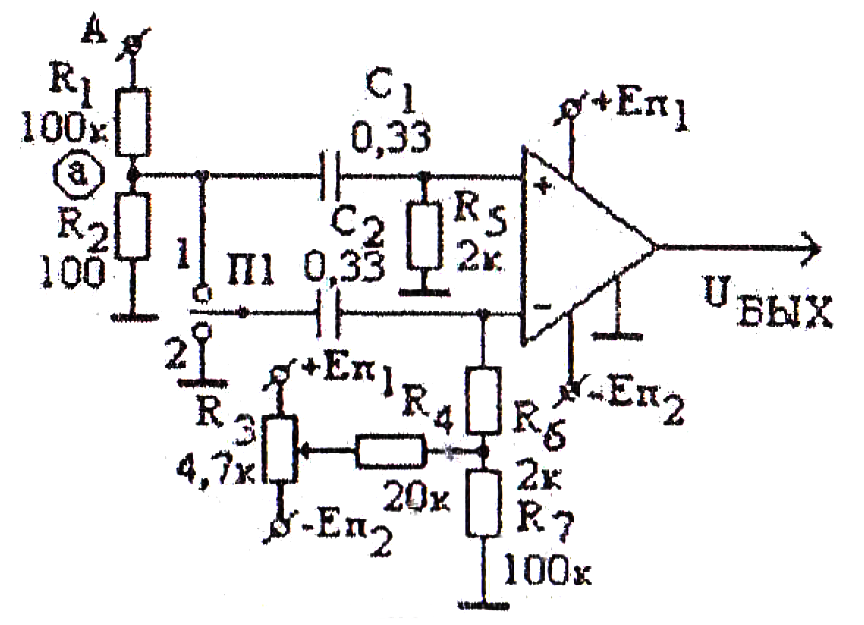 A
R1
100к
а
R2
100
C1
0,33
C2
0,33
R5
2к
+
-
+Еп1
-Еп2
UВЫХ
1
П1
2
+Еп1
R3
4,7к
-Еп2
R4
20к
R6
2к
R7
100к